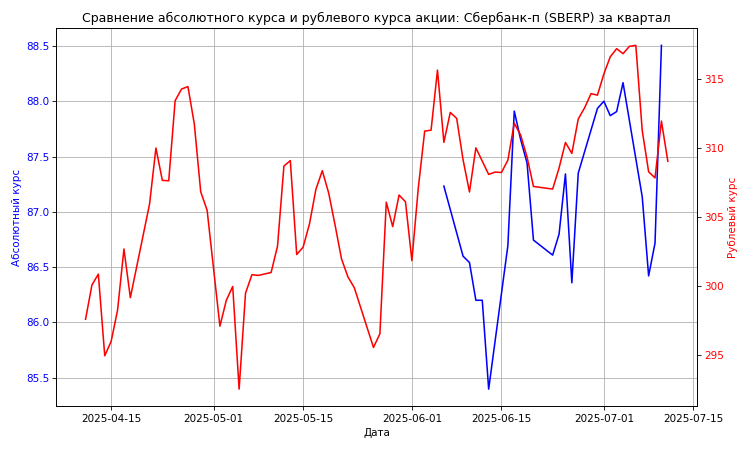 Сравнение абсолютного курса и рублевого курса акции: Сбербанк-п (SBERP) за квартал
88.5
88.0
87.5
87.0
86.5
86.0
85.5
Абсолютный курс
315
310
305
300
295
Рублевый курс
2025-04-15 2025-05-01 2025-05-15 2025-06-01 2025-06-15 2025-07-01 2025-07-15
Дата